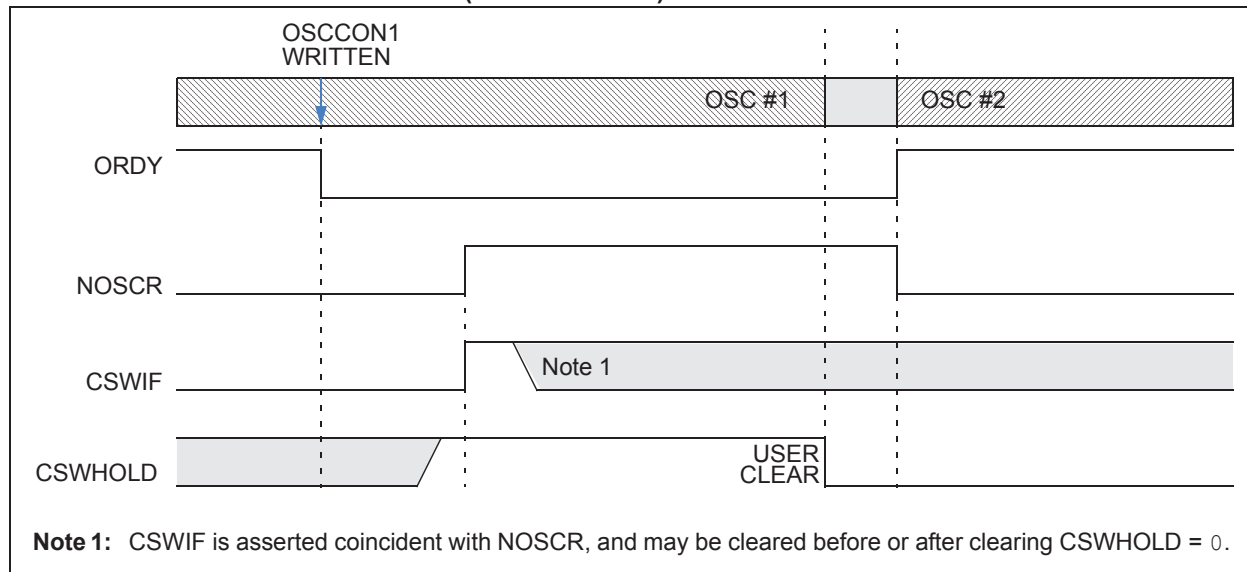 OSCCON1
WRITTEN
OSC #1
OSC #2
ORDY
NOSCR
CSWIF
Note 1
CSWHOLD
USER
CLEAR
Note 1: CSWIF is asserted coincident with NOSCR, and may be cleared before or after clearing CSWHOLD = 0.